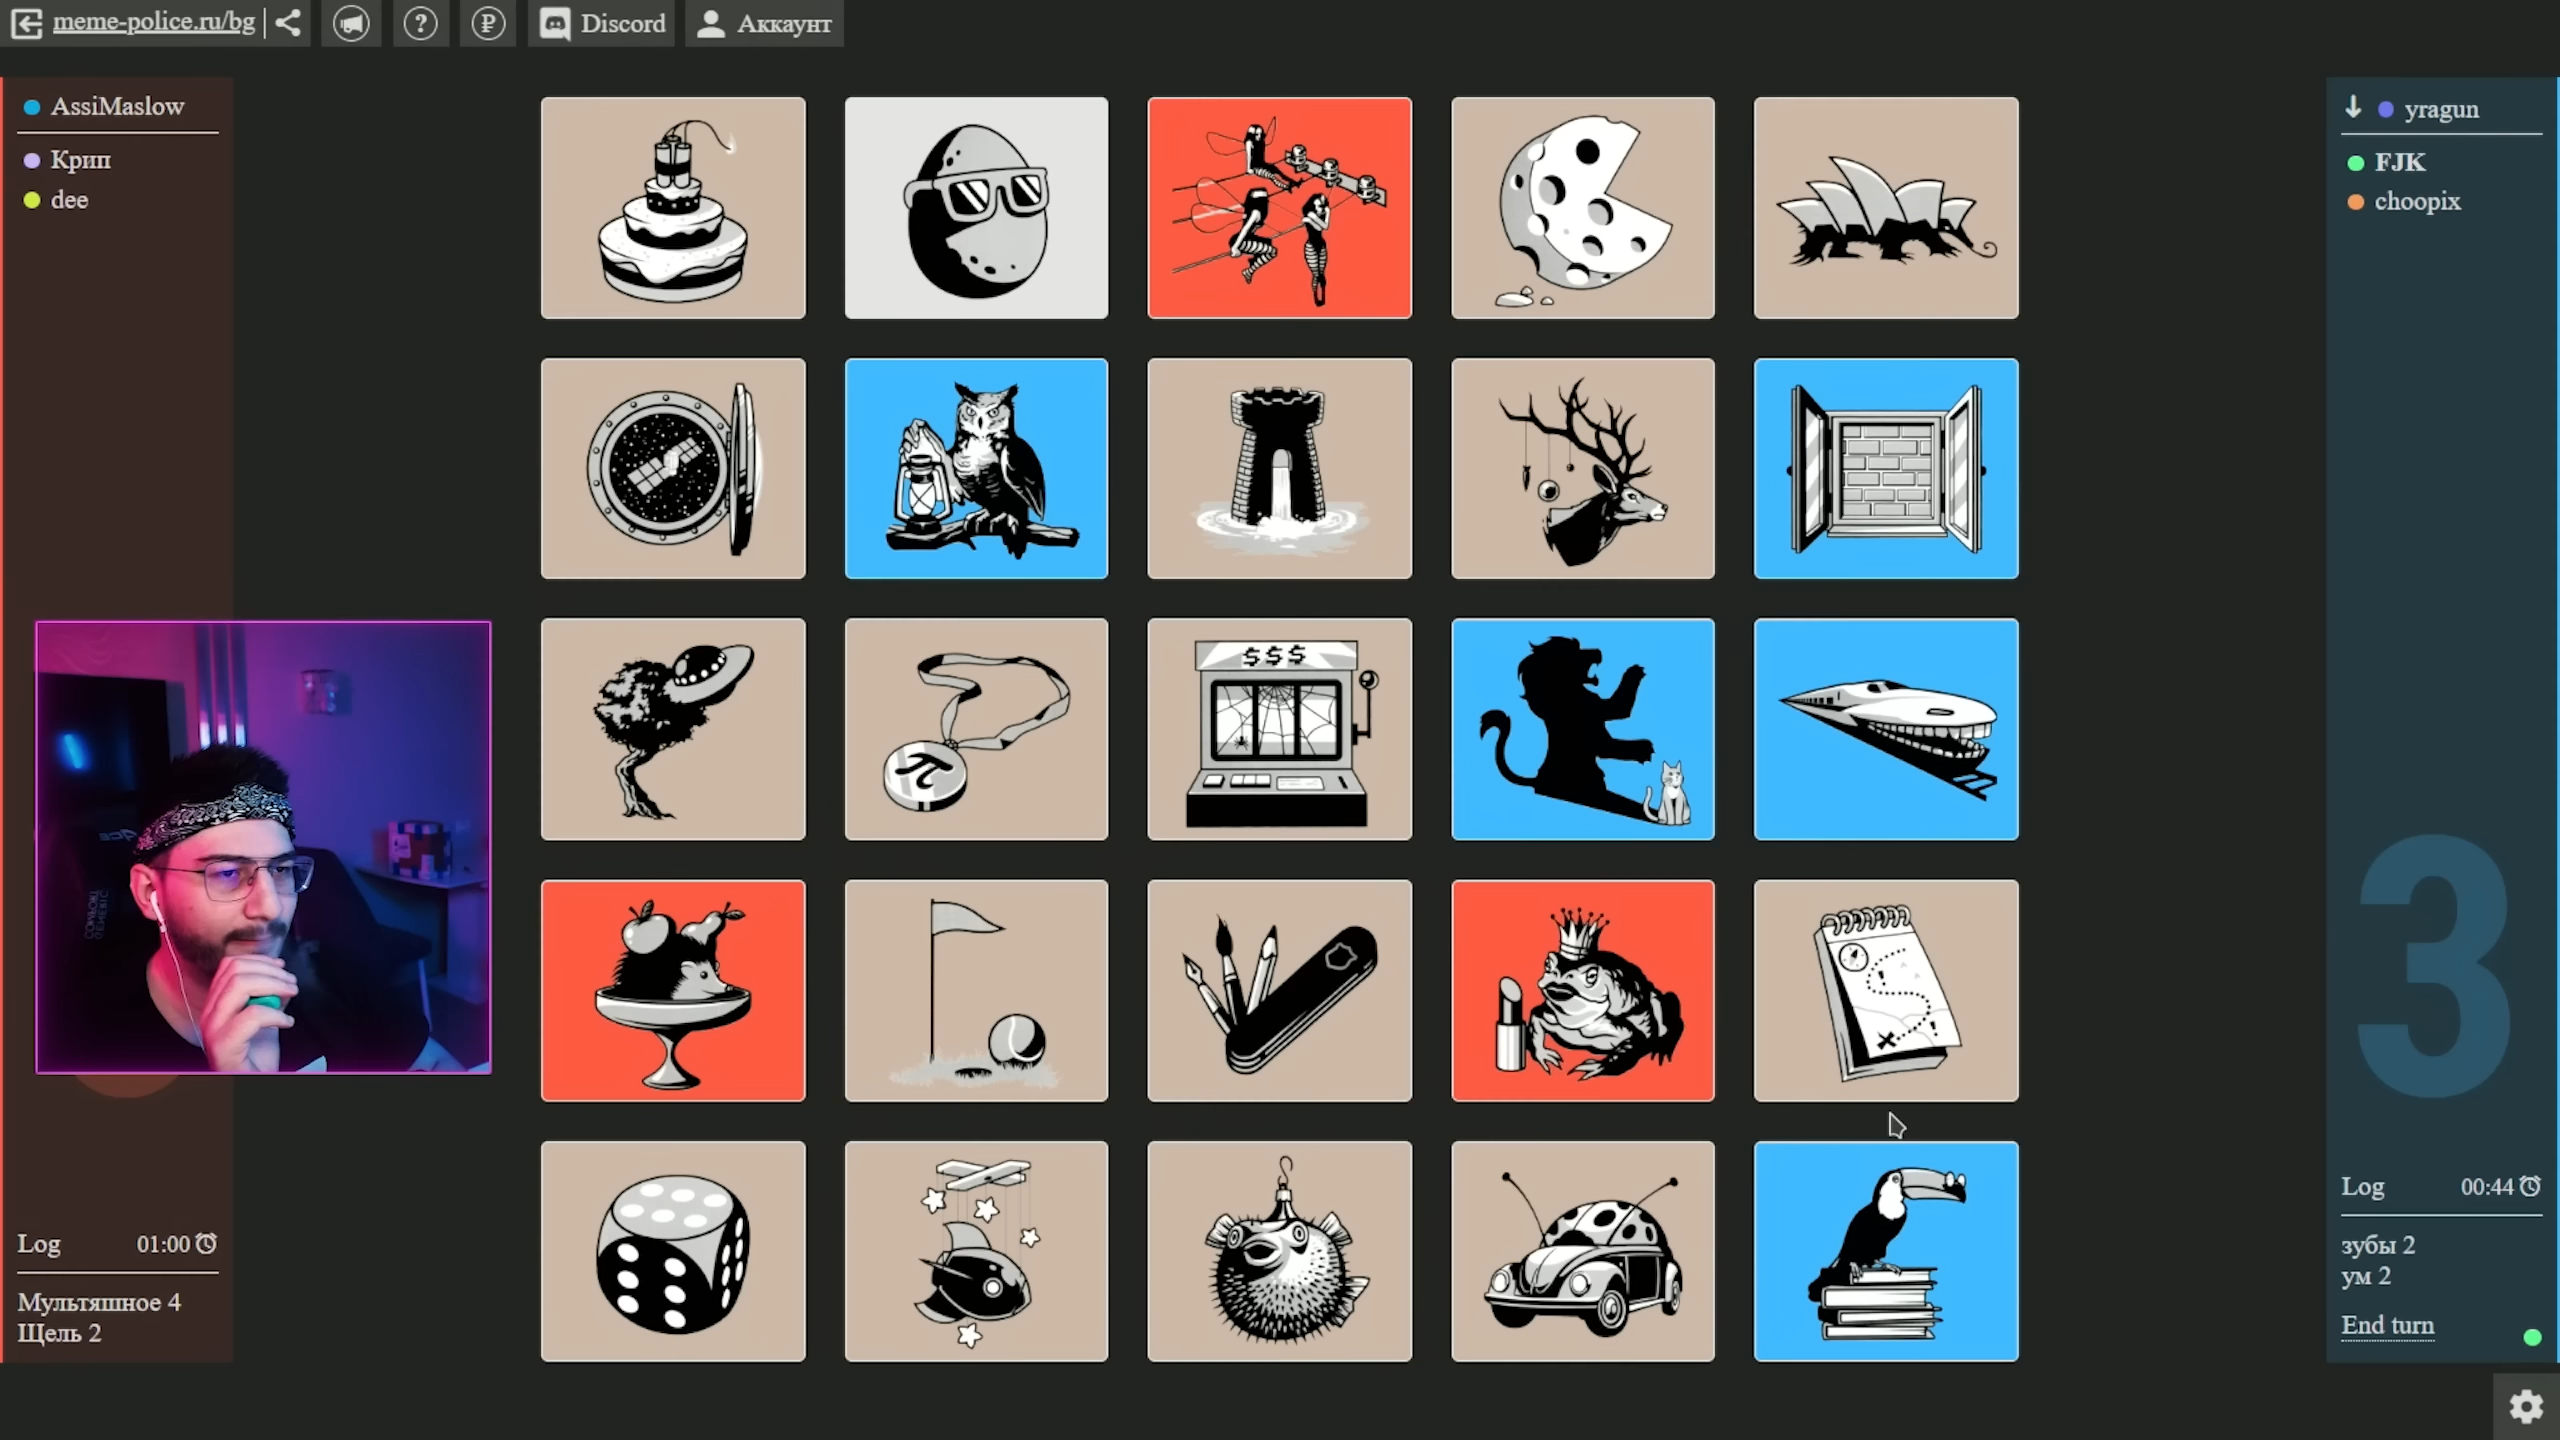 meme-police.ru/bg
Discord
Аккаунт
AssiMaslow
Крип
dee
yragun
FJK
choopix
$$$
π
3
Log 01:00
Мультяшное 4
Щель 2
Log 00:44
зубы 2
ум 2
End turn